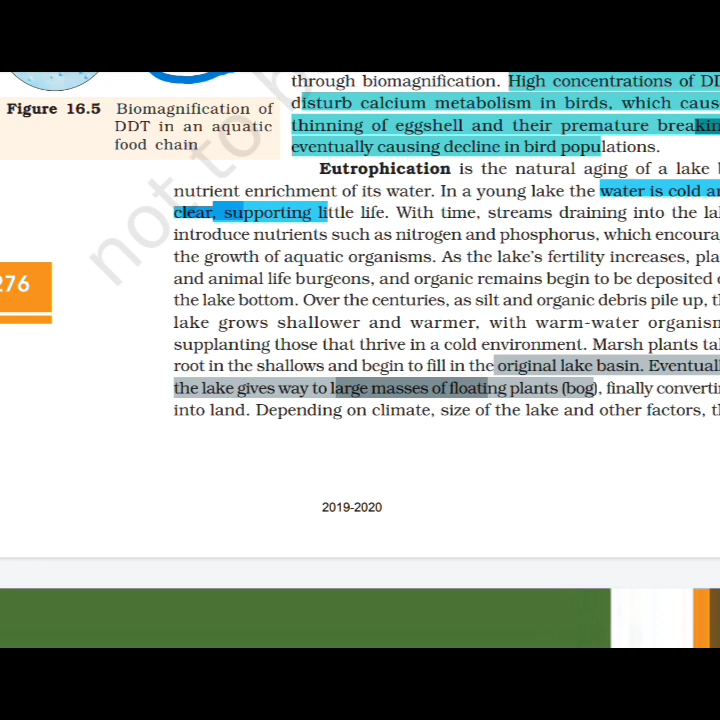 through biomagnification. High concentrations of DD
disturb calcium metabolism in birds, which caus
thinning of eggshell and their premature breakin
eventually causing decline in bird populations.
Figure 16.5 Biomagnification of
DDT in an aquatic
food chain
Eutrophication is the natural aging of a lake b
nutrient enrichment of its water. In a young lake the water is cold an
clear, supporting little life. With time, streams draining into the lak
introduce nutrients such as nitrogen and phosphorus, which encoura
the growth of aquatic organisms. As the lake's fertility increases, pla
and animal life burgeons, and organic remains begin to be deposited o
the lake bottom. Over the centuries, as silt and organic debris pile up, th
lake grows shallower and warmer, with warm-water organism
supplanting those that thrive in a cold environment. Marsh plants tak
root in the shallows and begin to fill in the original lake basin. Eventuall
the lake gives way to large masses of floating plants (bog), finally converti
into land. Depending on climate, size of the lake and other factors, th
276
not to b
2019-2020